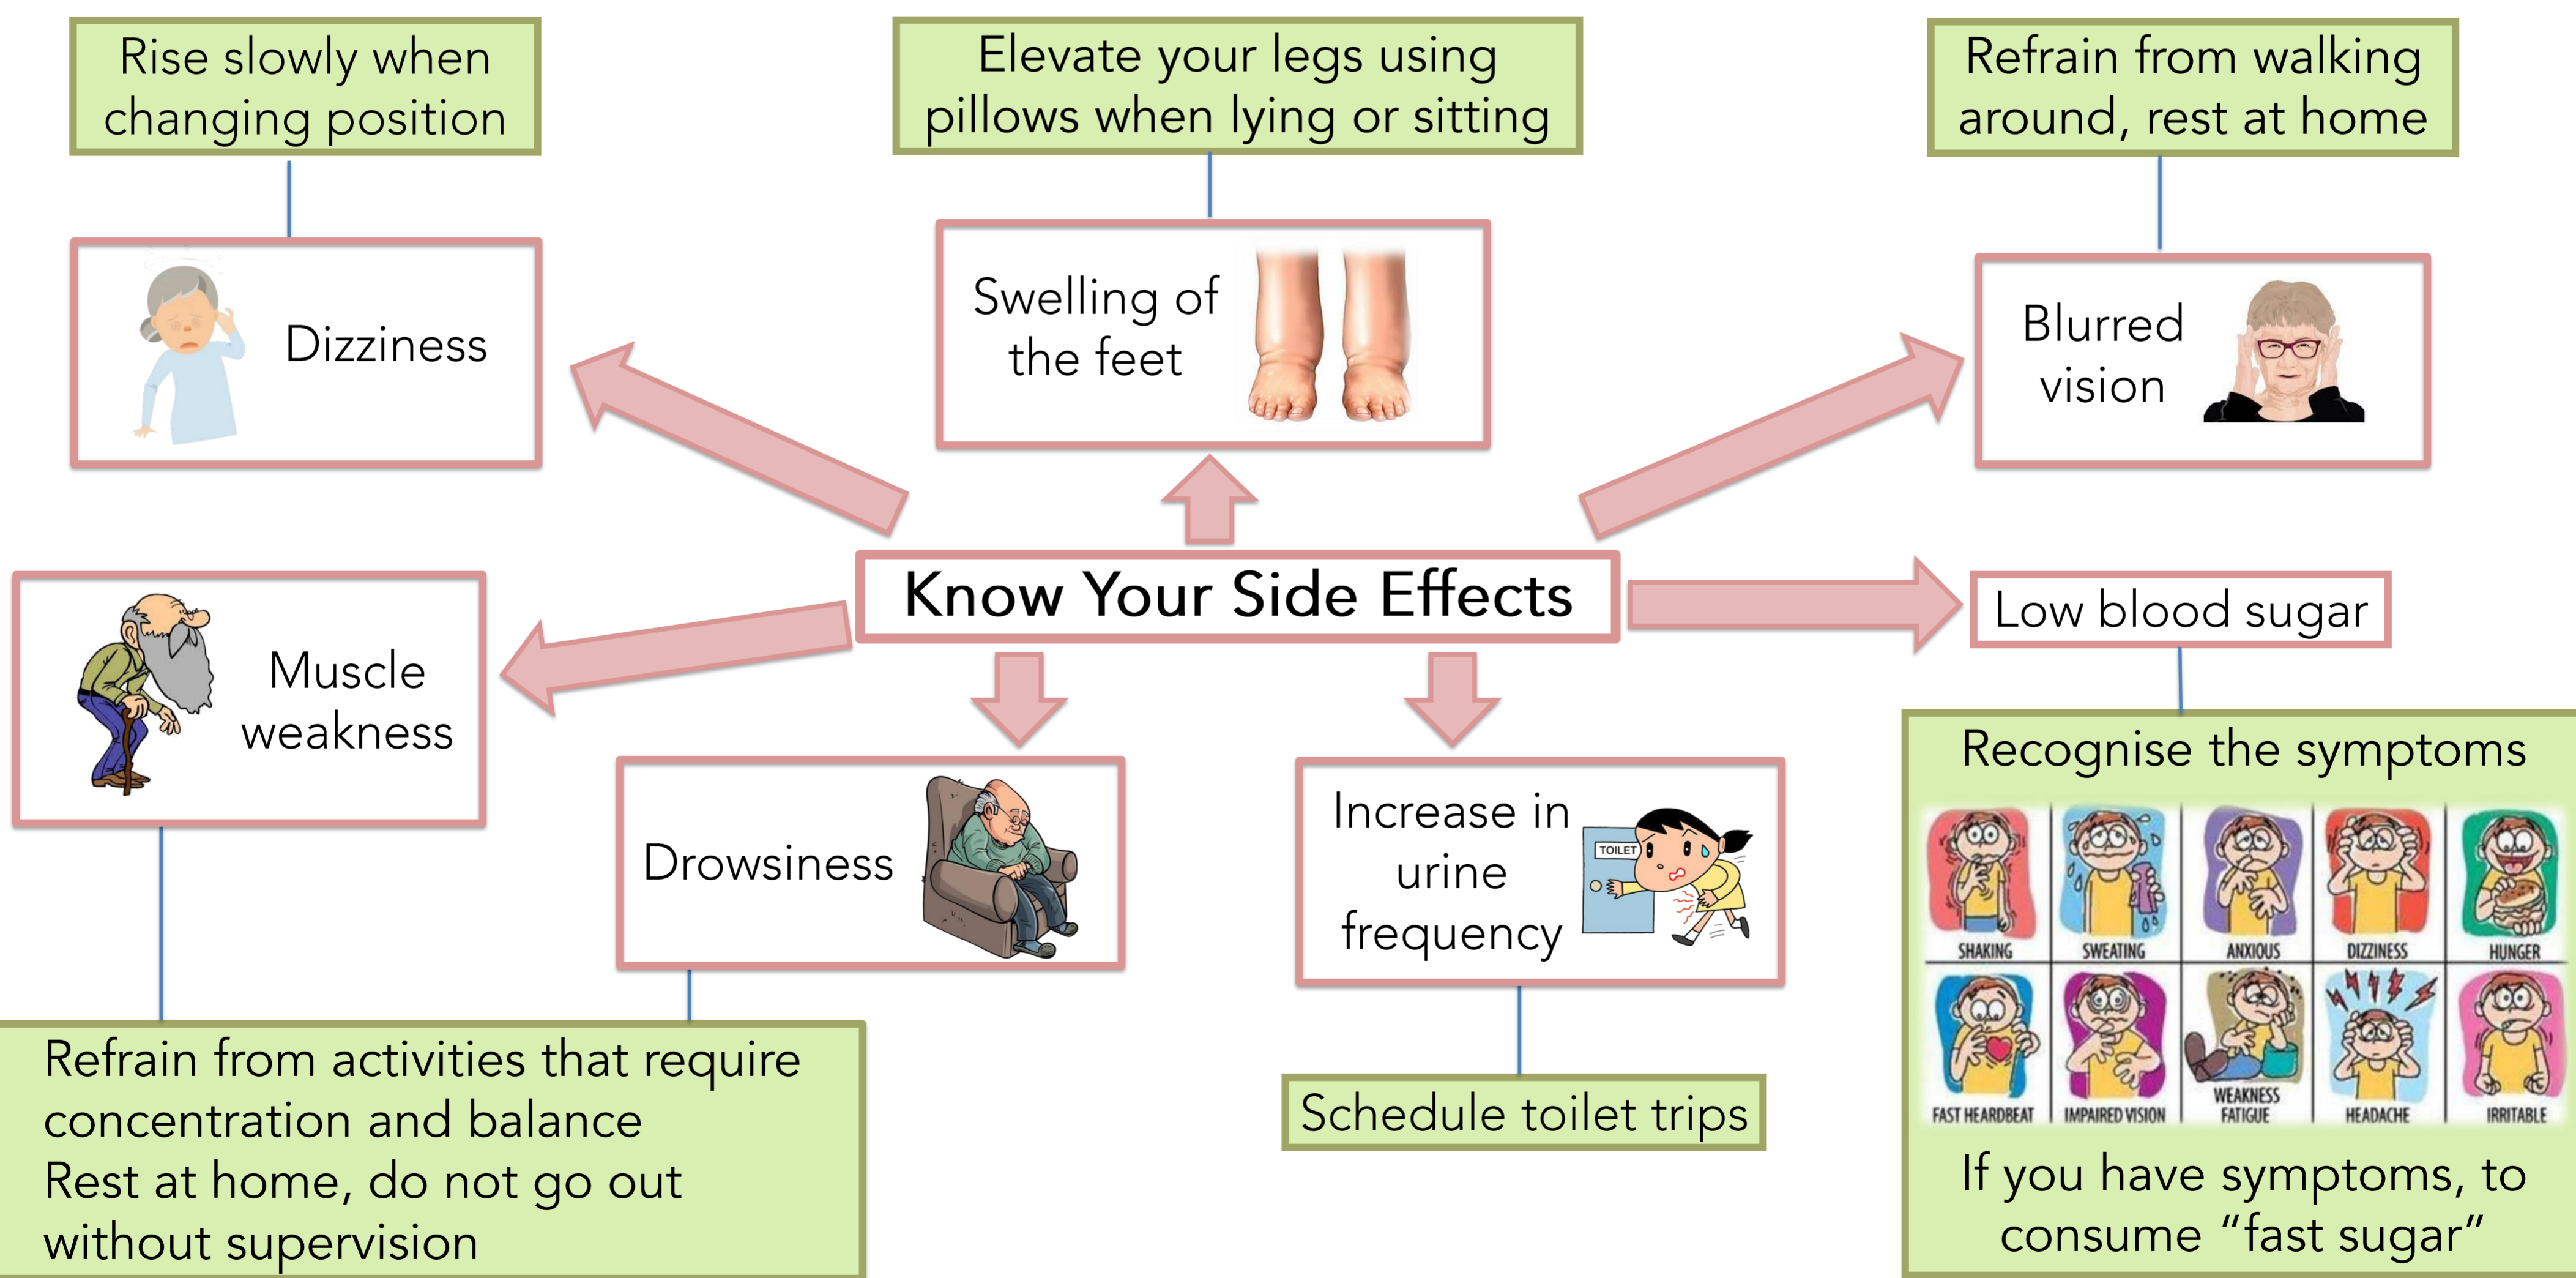 Rise slowly when
changing position
Elevate your legs using
pillows when lying or sitting
Refrain from walking
around, rest at home
Dizziness
Swelling of
the feet
Blurred
vision
Know Your Side Effects
Low blood sugar
Muscle
weakness
Drowsiness
Increase in
urine
frequency
TOILET
Recognise the symptoms
SHAKING
SWEATING
ANXIOUS
DIZZINESS
HUNGER
FAST HEARDBEAT
IMPAIRED VISION
WEAKNESS
FATIGUE
HEADACHE
IRRITABLE
If you have symptoms, to
consume “fast sugar”
Refrain from activities that require
concentration and balance
Rest at home, do not go out
without supervision
Schedule toilet trips